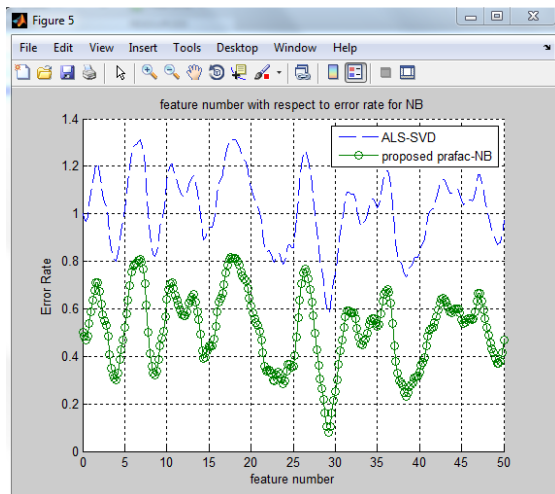 Figure 5
File Edit View Insert Tools Desktop Window Help
feature number with respect to error rate for NB
ALS-SVD
proposed prafac-NB
Error Rate
1.4
1.2
1
0.8
0.6
0.4
0.2
0
0 5 10 15 20 25 30 35 40 45 50
feature number